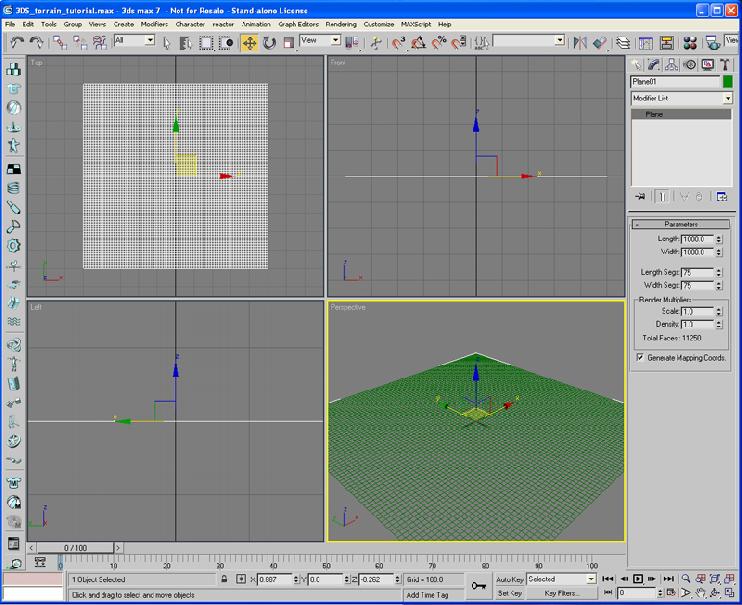 3DS_terrain_tutorial.max - 3ds max 7 - Not for Resale - Stand-alone License
File Edit Tools Group Views Create Modifiers Character reactor Animation Graph Editors Rendering Customize MAXScript Help
All View View
Top
Front
Left
Perspective
y
x
z
Plane01
Modifier List
Plane
Parameters
Length: 1000.0
Width: 1000.0
Length Segs: 75
Width Segs: 75
Render Multipliers
Scale: 1.0
Density: 1.0
Total Faces: 11250
Generate Mapping Coords.
0 / 100
0 10 20 30 40 50 60 70 80 90 100
1 Object Selected
X: 0.887 Y: 0.0 Z: -0.262 Grid = 100.0
Auto Key Selected
Click and drag to select and move objects
Add Time Tag
Set Key Key Filters...
0